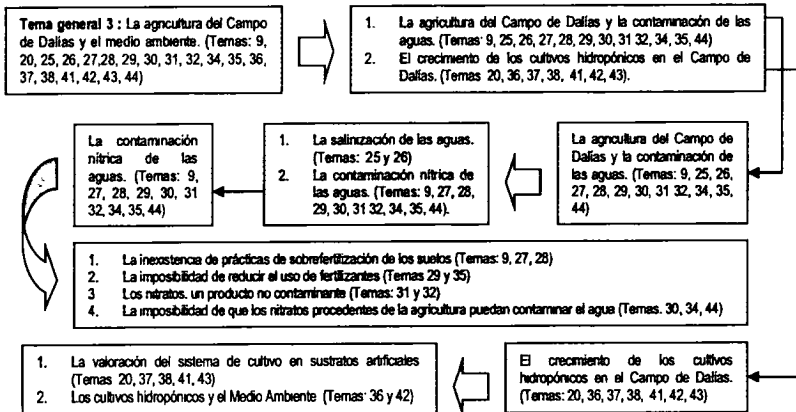 Tema general 3 : La agricultura del Campo
de Dalías y el medio ambiente. (Temas: 9,
20, 25, 26, 27,28, 29, 30, 31, 32, 34, 35, 36,
37, 38, 41, 42, 43, 44)
1. La agricultura del Campo de Dalías y la contaminación de las
aguas. (Temas: 9, 25, 26, 27, 28, 29, 30, 31 32, 34, 35, 44)
2. El crecimiento de los cultivos hidropónicos en el Campo de
Dalías. (Temas 20, 36, 37, 38, 41, 42, 43).
La contaminación
nítrica de las
aguas. (Temas: 9,
27, 28, 29, 30, 31
32, 34, 35, 44)
1. La salinización de las aguas.
(Temas: 25 y 26)
2. La contaminación nítrica de
las aguas. (Temas: 9, 27, 28,
29, 30, 31 32, 34, 35, 44).
La agricultura del Campo de
Dalías y la contaminación de
las aguas. (Temas: 9, 25, 26,
27, 28, 29, 30, 31 32, 34, 35,
44)
1. La inexistencia de prácticas de sobrefertilización de los suelos (Temas: 9, 27, 28)
2. La imposibilidad de reducir el uso de fertilizantes (Temas 29 y 35)
3 Los nitratos. un producto no contaminante (Temas: 31 y 32)
4. La imposibilidad de que los nitratos procedentes de la agricultura puedan contaminar el agua (Temas. 30, 34, 44)
1. La valoración del sistema de cultivo en sustratos artificiales
(Temas 20, 37, 38, 41, 43)
2. Los cultivos hidropónicos y el Medio Ambiente (Temas: 36 y 42)
El crecimiento de los cultivos
hidropónicos en el Campo de Dalías.
(Temas: 20, 36, 37, 38, 41, 42, 43)